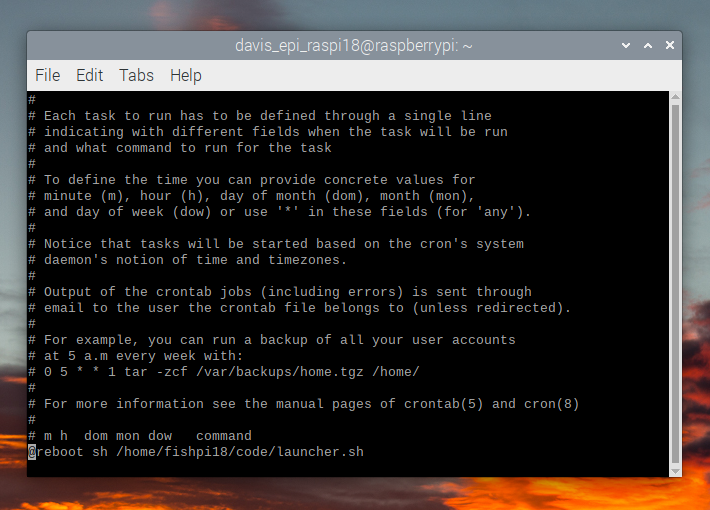 davis_epi_raspi18@raspberrypi: ~
File Edit Tabs Help
#
# Each task to run has to be defined through a single line
# indicating with different fields when the task will be run
# and what command to run for the task
#
# To define the time you can provide concrete values for
# minute (m), hour (h), day of month (dom), month (mon),
# and day of week (dow) or use '*' in these fields (for 'any').
#
# Notice that tasks will be started based on the cron's system
# daemon's notion of time and timezones.
#
# Output of the crontab jobs (including errors) is sent through
# email to the user the crontab file belongs to (unless redirected).
#
# For example, you can run a backup of all your user accounts
# at 5 a.m every week with:
# 0 5 * * 1 tar -zcf /var/backups/home.tgz /home/
#
# For more information see the manual pages of crontab(5) and cron(8)
#
# m h  dom mon dow   command
@reboot sh /home/fishpi18/code/launcher.sh